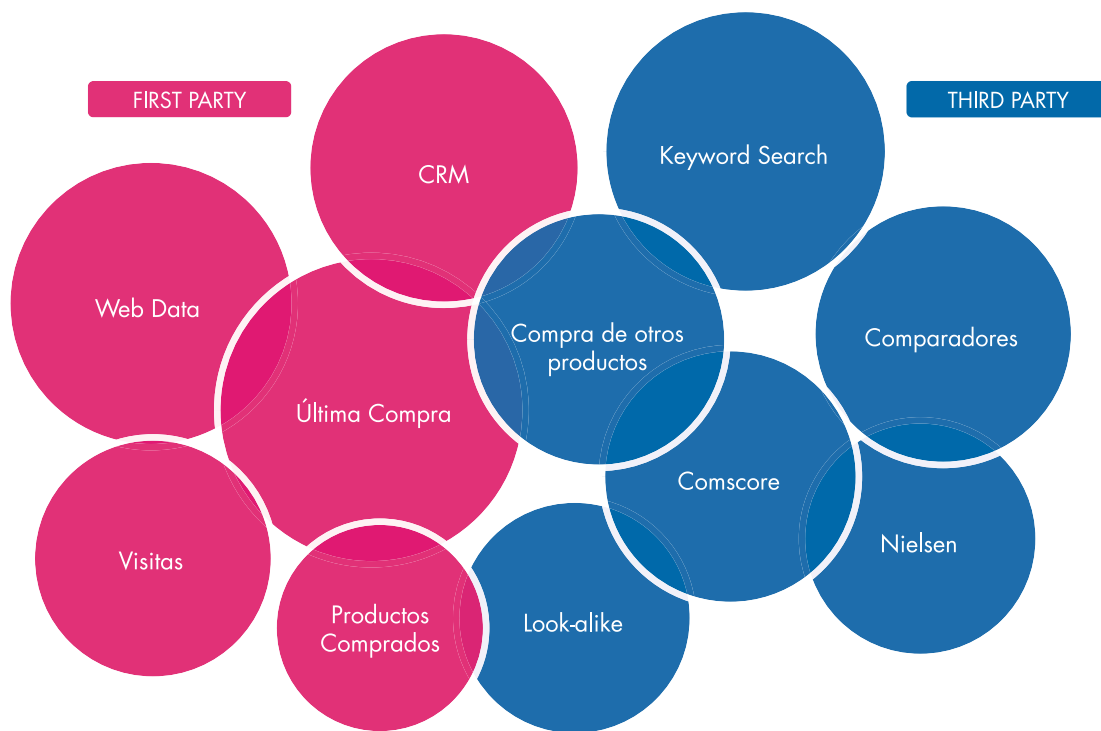 FIRST PARTY
THIRD PARTY
CRM
Keyword Search
Web Data
Compra de otros
productos
Comparadores
Última Compra
Comscore
Visitas
Nielsen
Productos
Comprados
Look-alike